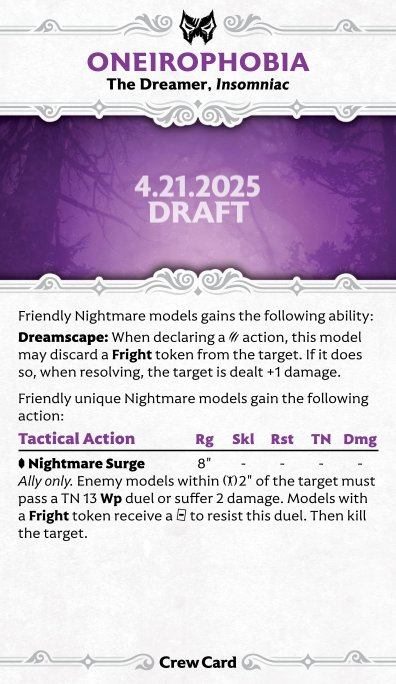 ONEIROPHOBIA
The Dreamer, Insomniac
4.21.2025
DRAFT
Friendly Nightmare models gains the following ability:
Dreamscape: When declaring a action, this model
may discard a Fright token from the target. If it does
so, when resolving, the target is dealt +1 damage.
Friendly unique Nightmare models gain the following
action:
Tactical Action Rg Skl Rst TN Dmg
Nightmare Surge 8" - - - -
Ally only. Enemy models within 2" of the target must
pass a TN 13 Wp duel or suffer 2 damage. Models with
a Fright token receive a to resist this duel. Then kill
the target.
Crew Card